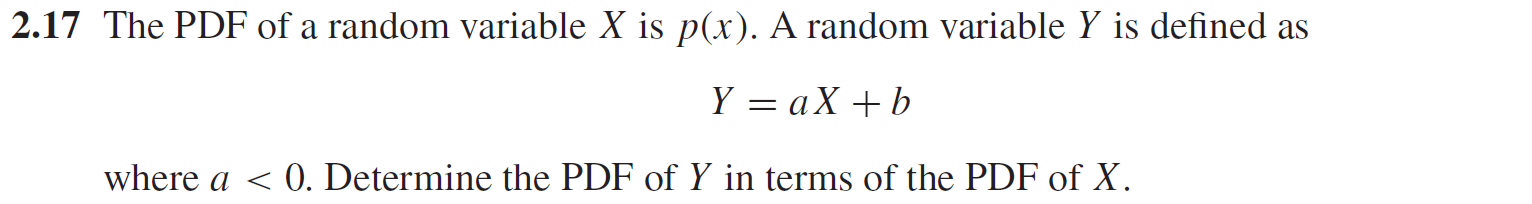 2.17 The PDF of a random variable X is p(x). A random variable Y is defined as
Y = aX + b
where a < 0. Determine the PDF of Y in terms of the PDF of X.